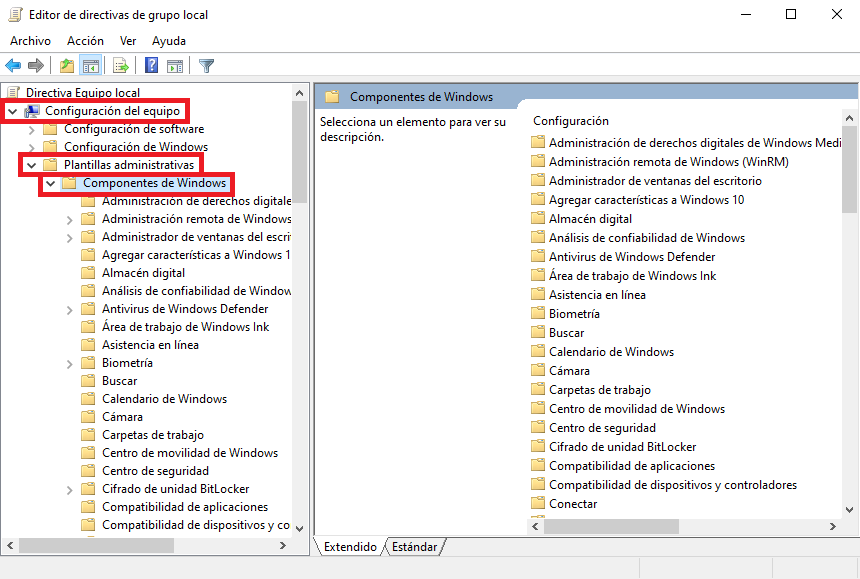 Editor de directivas de grupo local
Archivo Acción Ver Ayuda
Directiva Equipo local
Configuración del equipo
Configuración de software
Configuración de Windows
Plantillas administrativas
Componentes de Windows
Administración de derechos digitale
Administración remota de Windows
Administrador de ventanas del escri
Agregar características a Windows 1
Almacén digital
Análisis de confiabilidad de Window
Antivirus de Windows Defender
Área de trabajo de Windows Ink
Asistencia en línea
Biometría
Buscar
Calendario de Windows
Cámara
Carpetas de trabajo
Centro de movilidad de Windows
Centro de seguridad
Cifrado de unidad BitLocker
Compatibilidad de aplicaciones
Compatibilidad de dispositivos y co
Componentes de Windows
Selecciona un elemento para ver su
descripción.
Configuración
Administración de derechos digitales de Windows Medi
Administración remota de Windows (WinRM)
Administrador de ventanas del escritorio
Agregar características a Windows 10
Almacén digital
Análisis de confiabilidad de Windows
Antivirus de Windows Defender
Área de trabajo de Windows Ink
Asistencia en línea
Biometría
Buscar
Calendario de Windows
Cámara
Carpetas de trabajo
Centro de movilidad de Windows
Centro de seguridad
Cifrado de unidad BitLocker
Compatibilidad de aplicaciones
Compatibilidad de dispositivos y controladores
Conectar
Extendido Estándar